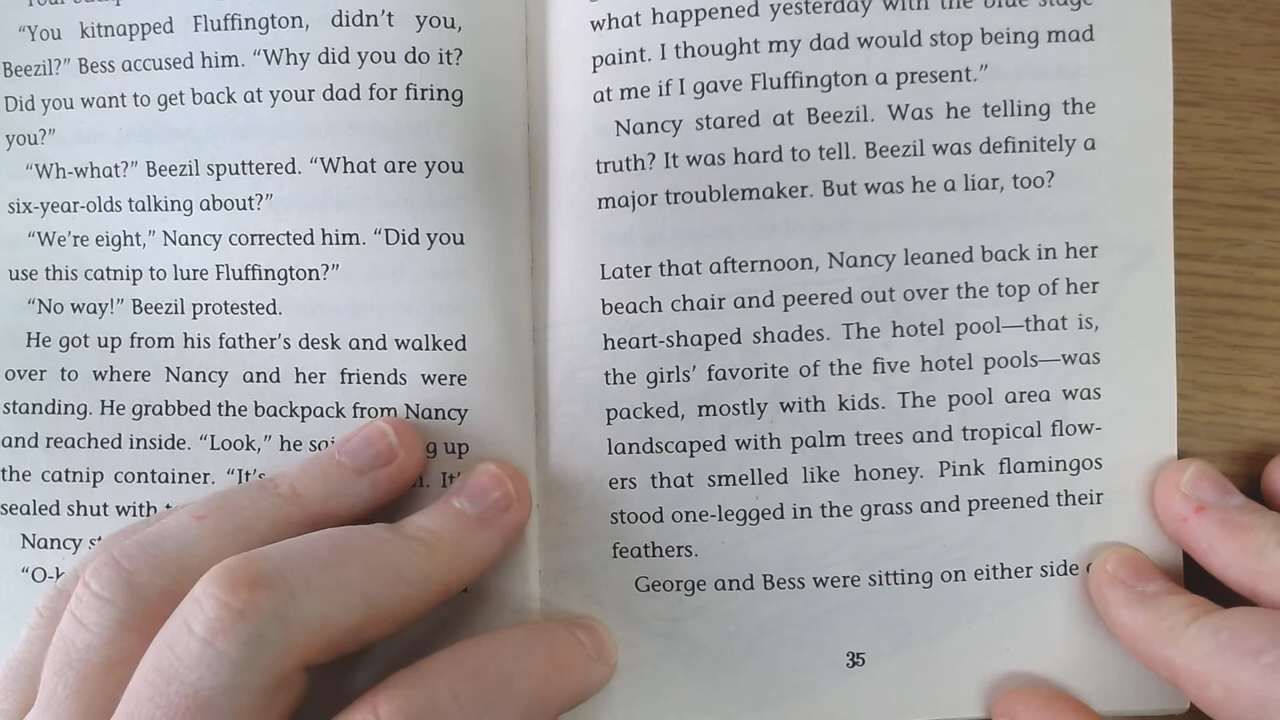 “You kitnapped Fluffington, didn’t you,
Beezil?” Bess accused him. “Why did you do it?
Did you want to get back at your dad for firing
you?”
“Wh-what?” Beezil sputtered. “What are you
six-year-olds talking about?”
“We’re eight,” Nancy corrected him. “Did you
use this catnip to lure Fluffington?”
“No way!” Beezil protested.
He got up from his father’s desk and walked
over to where Nancy and her friends were
standing. He grabbed the backpack from Nancy
and reached inside. “Look,” he up
the catnip container. “It’s
sealed shut with
Nancy
what happened yesterday with the blue stage
paint. I thought my dad would stop being mad
at me if I gave Fluffington a present.”
Nancy stared at Beezil. Was he telling the
truth? It was hard to tell. Beezil was definitely a
major troublemaker. But was he a liar, too?
Later that afternoon, Nancy leaned back in her
beach chair and peered out over the top of her
heart-shaped shades. The hotel pool—that is,
the girls’ favorite of the five hotel pools—was
packed, mostly with kids. The pool area was
landscaped with palm trees and tropical flow-
ers that smelled like honey. Pink flamingos
stood one-legged in the grass and preened their
feathers.
George and Bess were sitting on either side
35